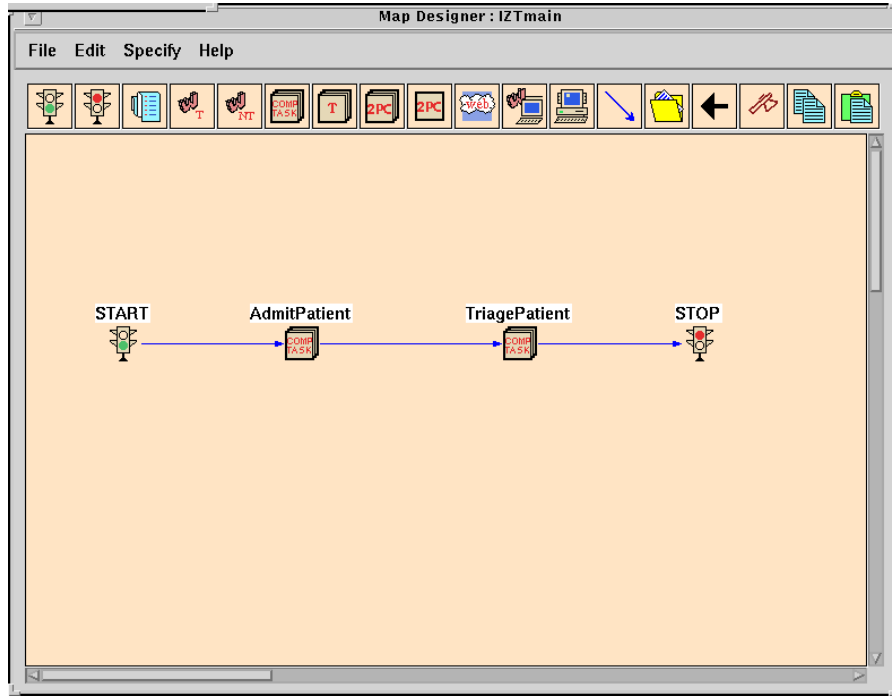 Map Designer : IZTmain
File Edit Specify Help
T NT COMP TASK T 2PC 2PC web
START AdmitPatient TriagePatient STOP
COMP TASK COMP TASK